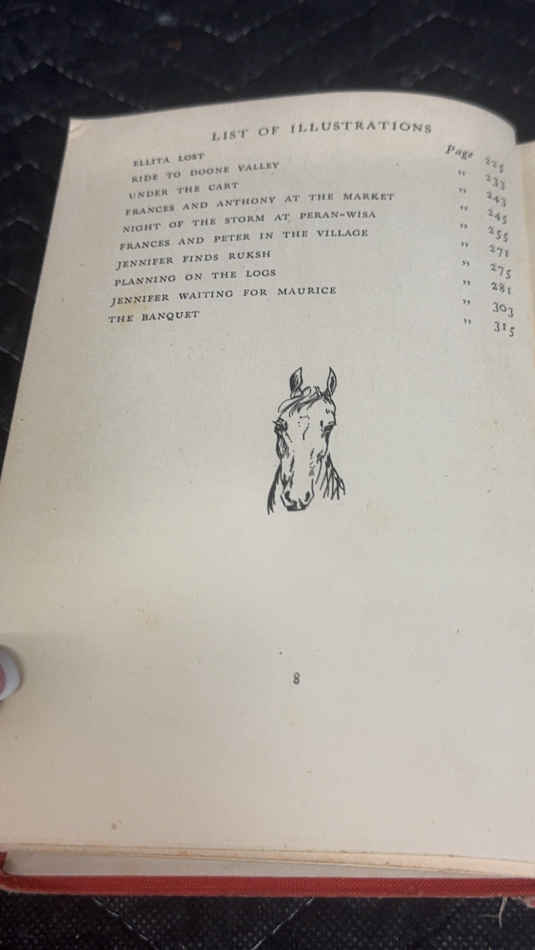 LIST OF ILLUSTRATIONS
Page
ELLITA LOST 225
RIDE TO DOONE VALLEY " 233
UNDER THE CART " 243
FRANCES AND ANTHONY AT THE MARKET " 245
NIGHT OF THE STORM AT PERAN-WISA " 255
FRANCES AND PETER IN THE VILLAGE " 271
JENNIFER FINDS RUKSH " 275
PLANNING ON THE LOGS " 281
JENNIFER WAITING FOR MAURICE " 303
THE BANQUET " 315
8